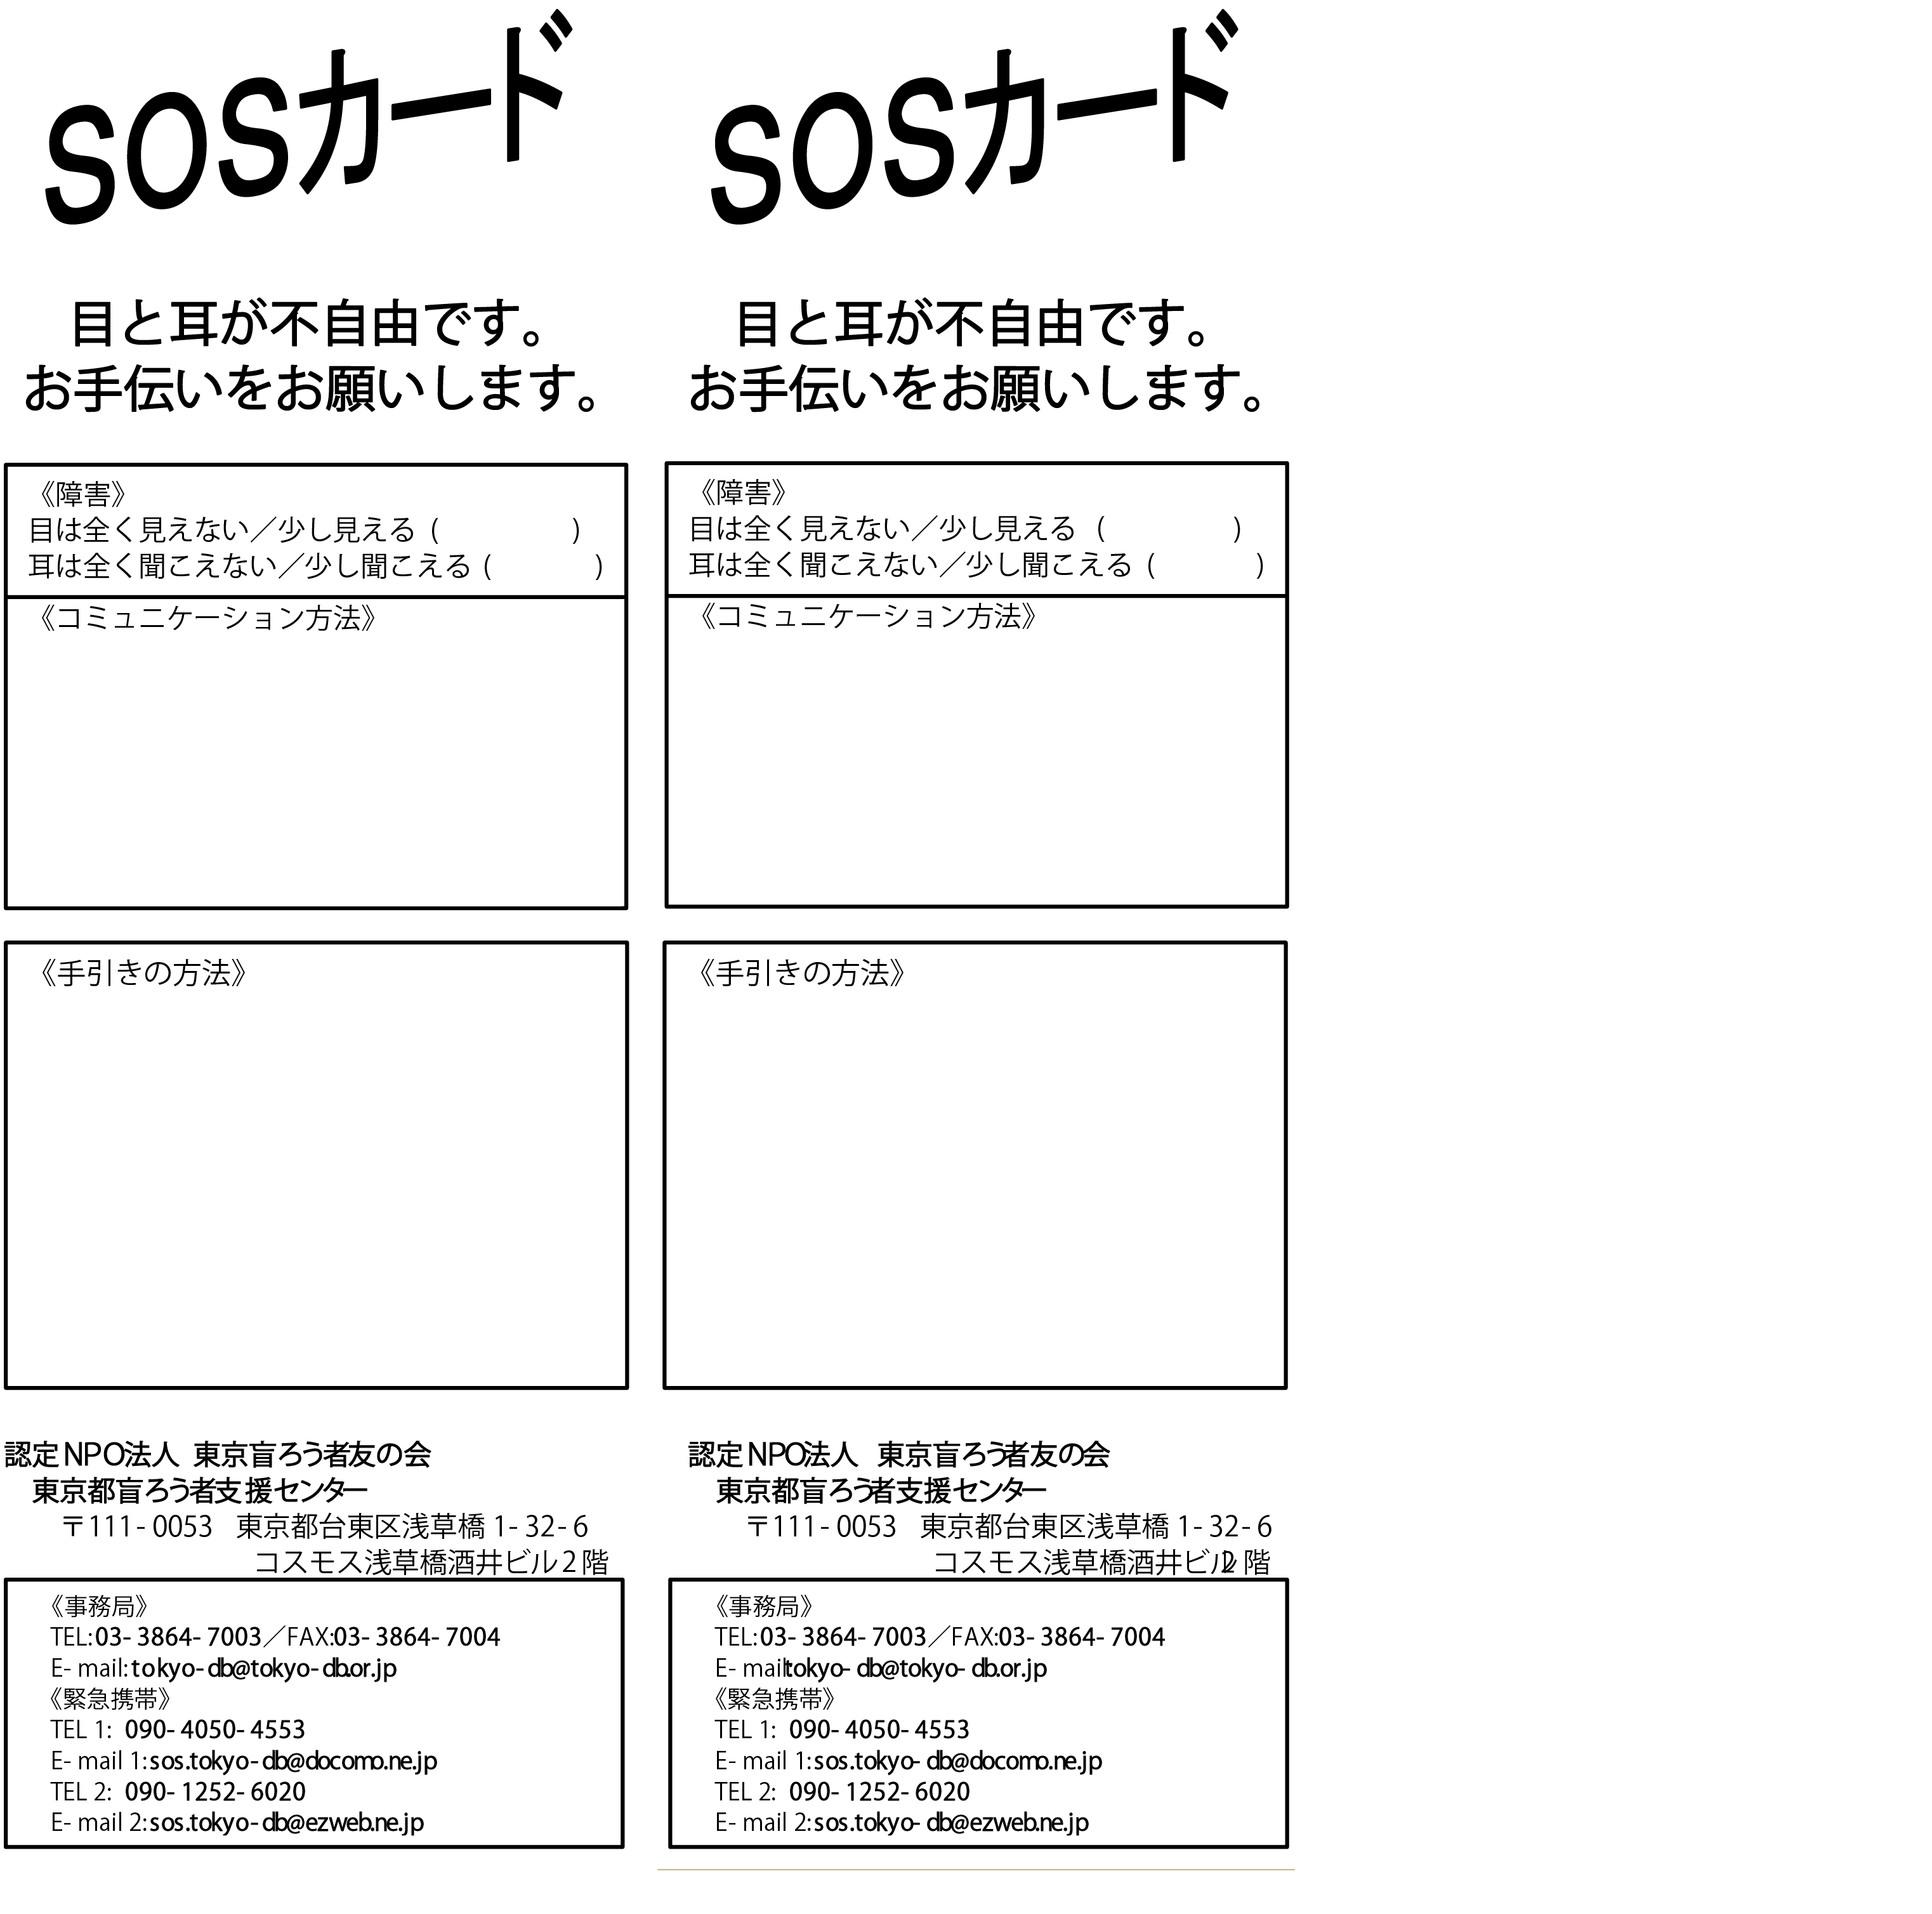 SOSカード
目と耳が不自由です。
お手伝いをお願いします。
《障害》
目は全く見えない／少し見える (　　　　)
耳は全く聞こえない／少し聞こえる (　　　　)
《コミュニケーション方法》
《手引きの方法》
認定NPO法人 東京盲ろう者友の会
東京都盲ろう者支援センター
〒111-0053 東京都台東区浅草橋1-32-6
コスモス浅草橋酒井ビル2階
《事務局》
TEL:03-3864-7003／FAX:03-3864-7004
E-mail:tokyo-db@tokyo-db.or.jp
《緊急携帯》
TEL 1: 090-4050-4553
E-mail 1:sos.tokyo-db@docomo.ne.jp
TEL 2: 090-1252-6020
E-mail 2:sos.tokyo-db@ezweb.ne.jp
SOSカード
目と耳が不自由です。
お手伝いをお願いします。
《障害》
目は全く見えない／少し見える (　　　　)
耳は全く聞こえない／少し聞こえる (　　　　)
《コミュニケーション方法》
《手引きの方法》
認定NPO法人 東京盲ろう者友の会
東京都盲ろう者支援センター
〒111-0053 東京都台東区浅草橋1-32-6
コスモス浅草橋酒井ビル2階
《事務局》
TEL:03-3864-7003／FAX:03-3864-7004
E-mail:tokyo-db@tokyo-db.or.jp
《緊急携帯》
TEL 1: 090-4050-4553
E-mail 1:sos.tokyo-db@docomo.ne.jp
TEL 2: 090-1252-6020
E-mail 2:sos.tokyo-db@ezweb.ne.jp